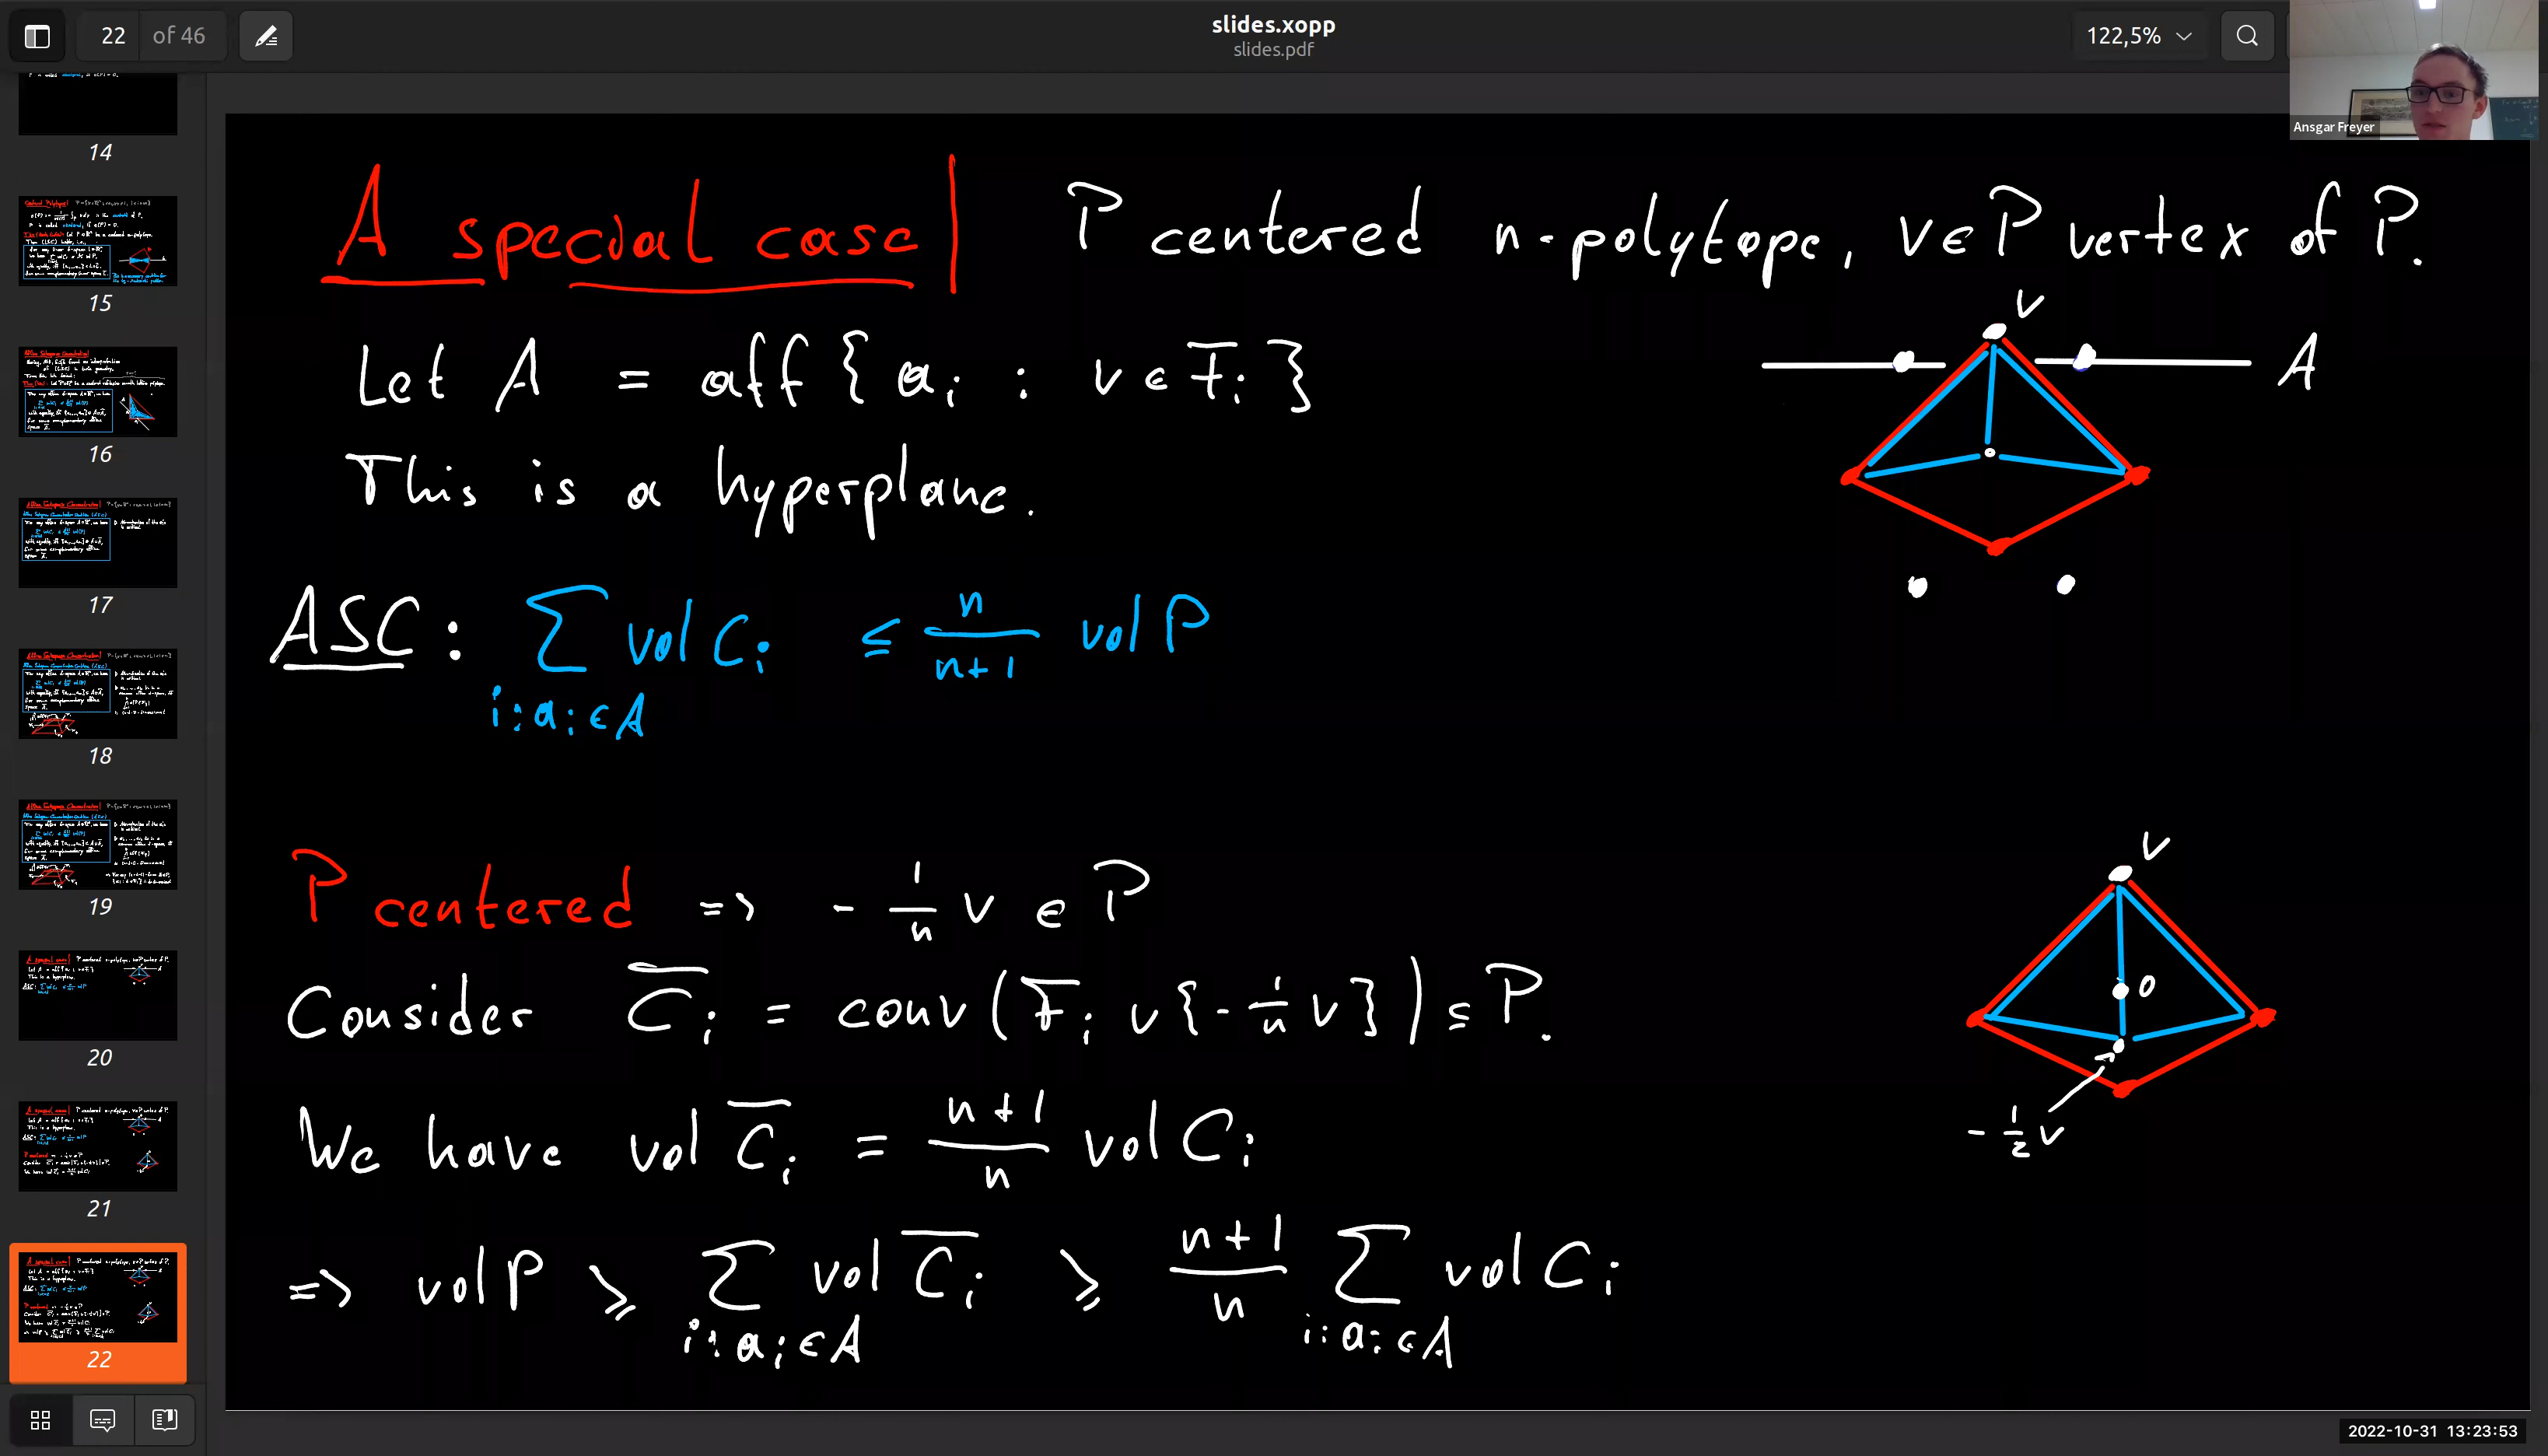 22 of 46
slides.xopp
slides.pdf
122,5%
Ansgar Freyer
14
15
16
17
18
19
20
21
22
A special case | P centered n-polytope, v∈P vertex of P.
Let A = aff { a_i : v ∈ F_i }
This is a hyperplane.
v
A
ASC: ∑_{i:a_i∈A} vol C_i ≤ n/(n+1) vol P
P centered => - 1/n v ∈ P
Consider C̅_i = conv(F_i ∪ {-1/n v}) ⊆ P.
We have vol C̅_i = (n+1)/n vol C_i
=> vol P ≥ ∑_{i:a_i∈A} vol C̅_i ≥ (n+1)/n ∑_{i:a_i∈A} vol C_i
v
0
- 1/2 v
2022-10-31 13:23:53